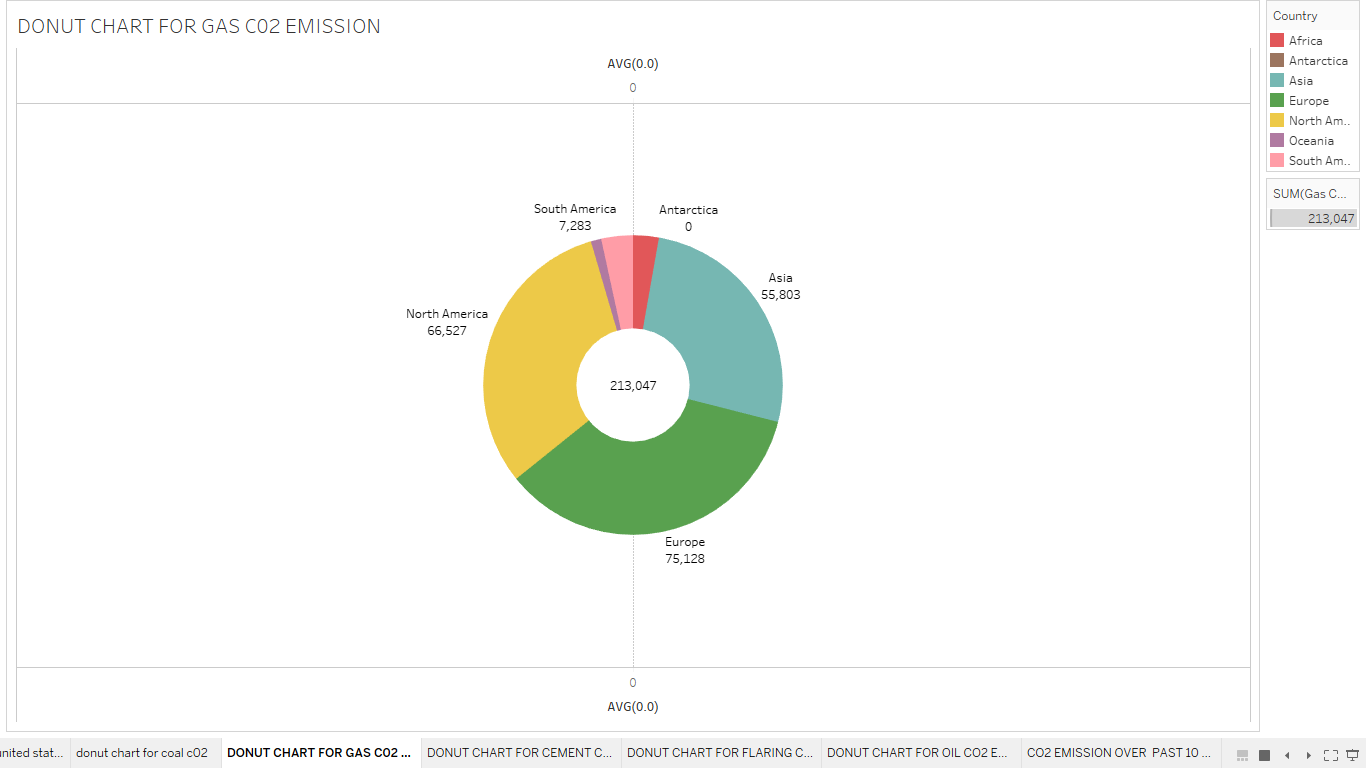 DONUT CHART FOR GAS C02 EMISSION
AVG(0.0)
0
South America
7,283
Antarctica
0
Asia
55,803
North America
66,527
213,047
Europe
75,128
0
AVG(0.0)
Country
Africa
Antarctica
Asia
Europe
North Am..
Oceania
South Am..
SUM(Gas C...
213,047
united stat...
donut chart for coal c02
DONUT CHART FOR GAS C02 ...
DONUT CHART FOR CEMENT C...
DONUT CHART FOR FLARING C...
DONUT CHART FOR OIL CO2 E...
CO2 EMISSION OVER PAST 10 ...